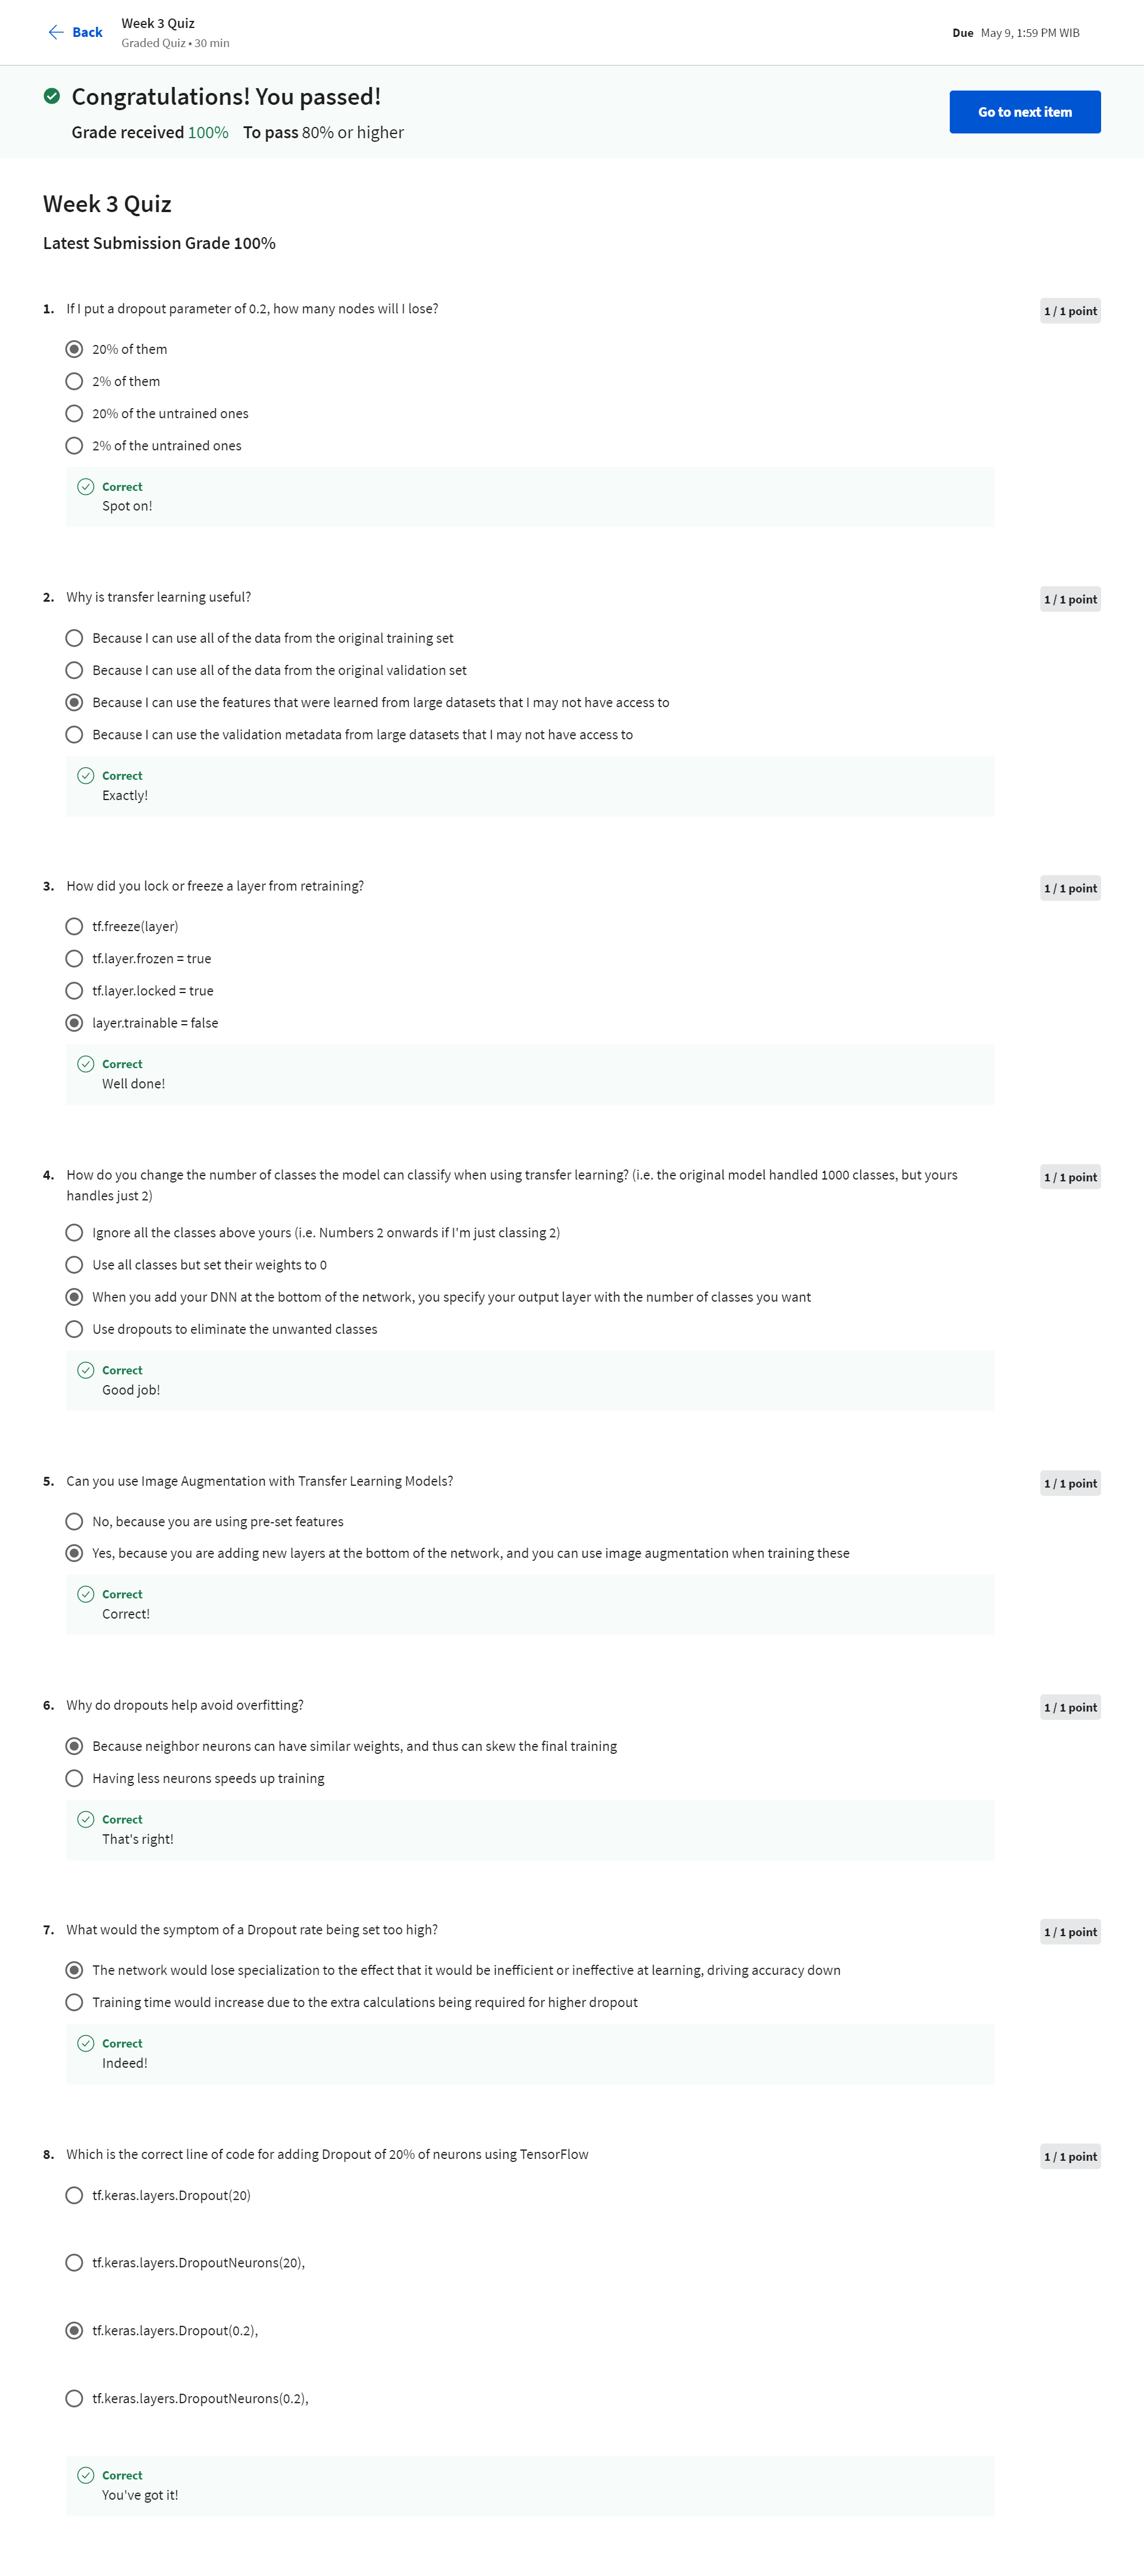 Back
Week 3 Quiz
Graded Quiz • 30 min
Due May 9, 1:59 PM WIB
Congratulations! You passed!
Grade received 100% To pass 80% or higher
Go to next item
Week 3 Quiz
Latest Submission Grade 100%
1. If I put a dropout parameter of 0.2, how many nodes will I lose?
1 / 1 point
20% of them
2% of them
20% of the untrained ones
2% of the untrained ones
Correct
Spot on!
2. Why is transfer learning useful?
1 / 1 point
Because I can use all of the data from the original training set
Because I can use all of the data from the original validation set
Because I can use the features that were learned from large datasets that I may not have access to
Because I can use the validation metadata from large datasets that I may not have access to
Correct
Exactly!
3. How did you lock or freeze a layer from retraining?
1 / 1 point
tf.freeze(layer)
tf.layer.frozen = true
tf.layer.locked = true
layer.trainable = false
Correct
Well done!
4. How do you change the number of classes the model can classify when using transfer learning? (i.e. the original model handled 1000 classes, but yours
handles just 2)
1 / 1 point
Ignore all the classes above yours (i.e. Numbers 2 onwards if I'm just classing 2)
Use all classes but set their weights to 0
When you add your DNN at the bottom of the network, you specify your output layer with the number of classes you want
Use dropouts to eliminate the unwanted classes
Correct
Good job!
5. Can you use Image Augmentation with Transfer Learning Models?
1 / 1 point
No, because you are using pre-set features
Yes, because you are adding new layers at the bottom of the network, and you can use image augmentation when training these
Correct
Correct!
6. Why do dropouts help avoid overfitting?
1 / 1 point
Because neighbor neurons can have similar weights, and thus can skew the final training
Having less neurons speeds up training
Correct
That's right!
7. What would the symptom of a Dropout rate being set too high?
1 / 1 point
The network would lose specialization to the effect that it would be inefficient or ineffective at learning, driving accuracy down
Training time would increase due to the extra calculations being required for higher dropout
Correct
Indeed!
8. Which is the correct line of code for adding Dropout of 20% of neurons using TensorFlow
1 / 1 point
tf.keras.layers.Dropout(20)
tf.keras.layers.DropoutNeurons(20),
tf.keras.layers.Dropout(0.2),
tf.keras.layers.DropoutNeurons(0.2),
Correct
You've got it!